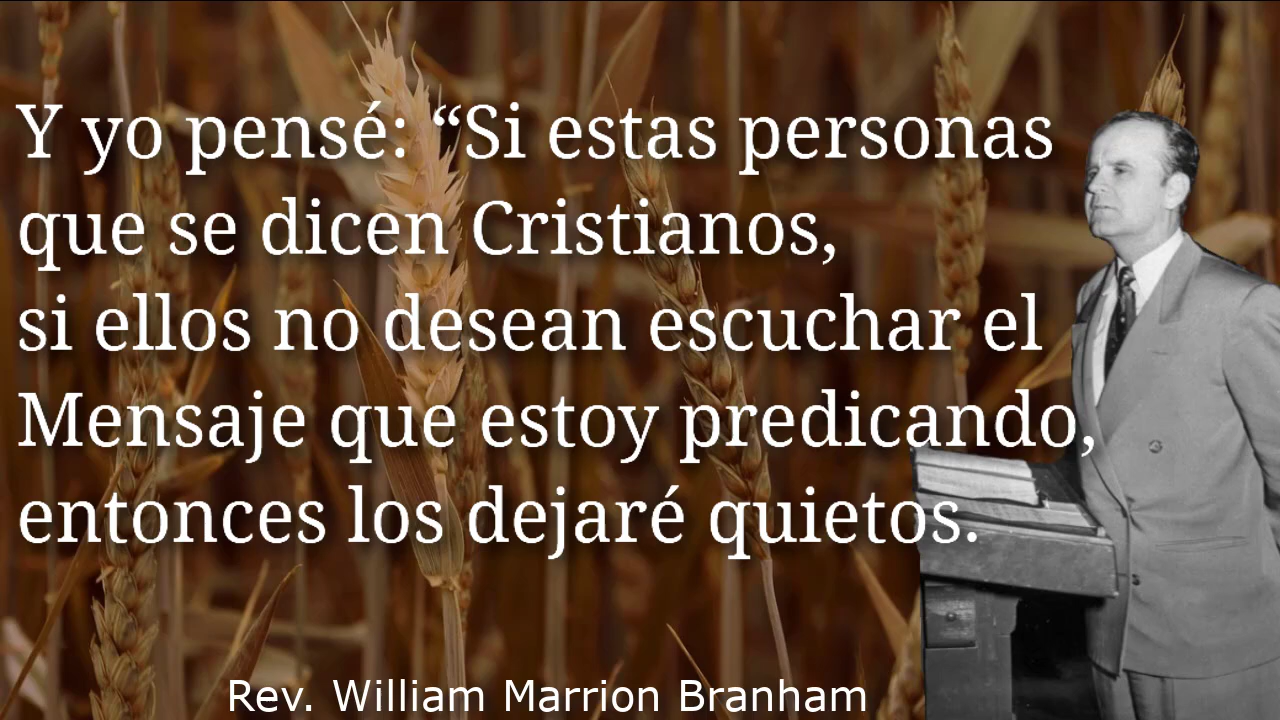 Y yo pensé: “Si estas personas
que se dicen Cristianos,
si ellos no desean escuchar el
Mensaje que estoy predicando,
entonces los dejaré quietos.
Rev. William Marrion Branham